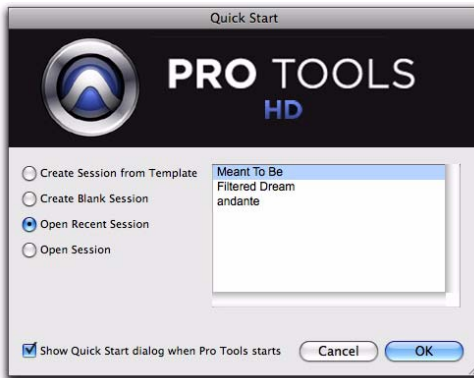 Quick Start
PRO TOOLS
HD
Create Session from Template
Create Blank Session
Open Recent Session
Open Session
Meant To Be
Filtered Dream
andante
Show Quick Start dialog when Pro Tools starts
Cancel
OK